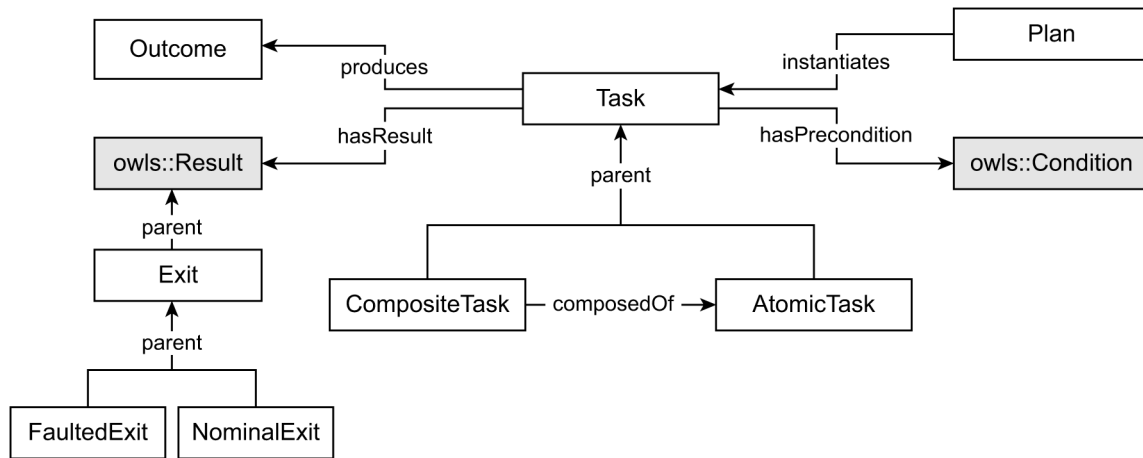 Outcome
Plan
produces
instantiates
Task
hasResult
hasPrecondition
owls::Result
owls::Condition
parent
parent
Exit
CompositeTask
composedOf
AtomicTask
parent
FaultedExit
NominalExit